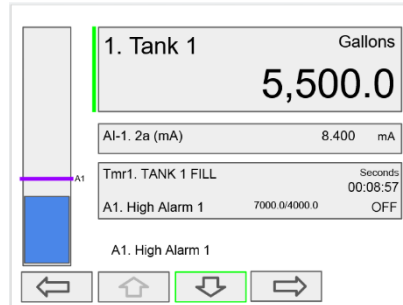 1. Tank 1 Gallons
5,500.0
AI-1. 2a (mA) 8.400 mA
A1
Tmr1. TANK 1 FILL Seconds
00:08:57
A1. High Alarm 1 7000.0/4000.0 OFF
A1. High Alarm 1